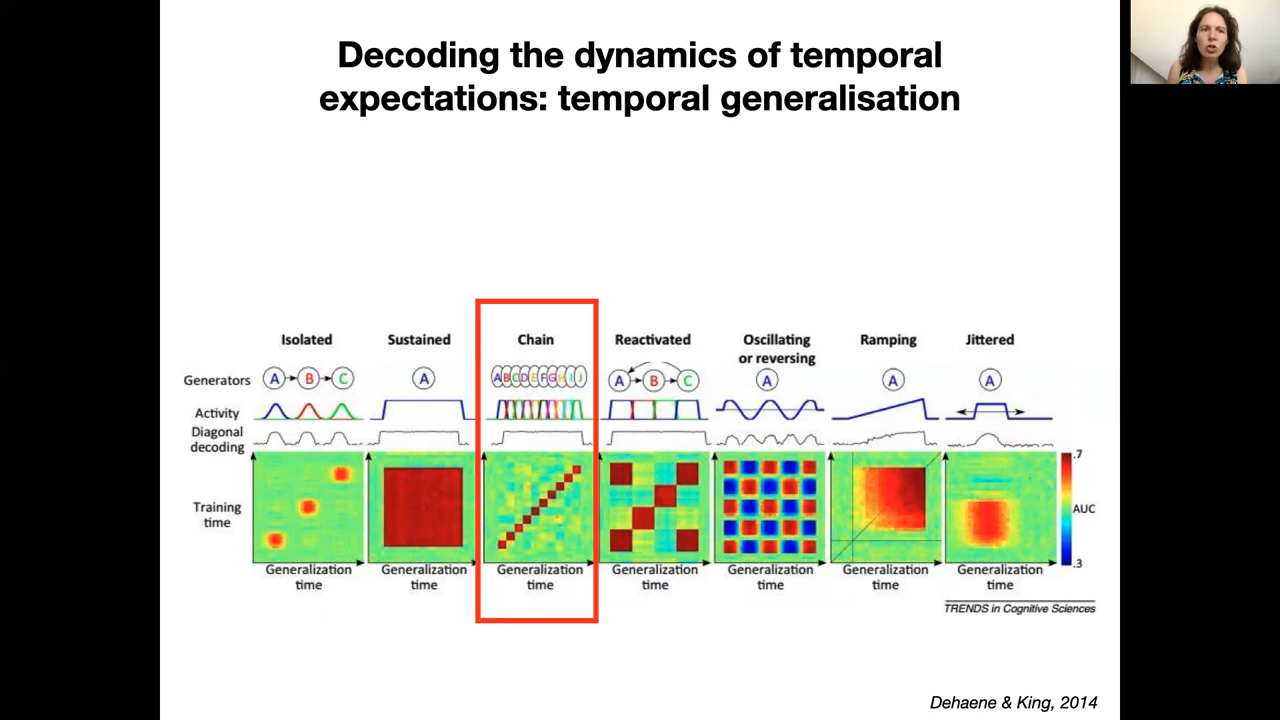 Decoding the dynamics of temporal
expectations: temporal generalisation
Isolated Sustained Chain Reactivated Oscillating or reversing Ramping Jittered
Generators A B C A A B C D E F G H I J A B C A A A
Activity
Diagonal decoding
Training time
.7
AUC
.3
Generalization time Generalization time Generalization time Generalization time Generalization time Generalization time Generalization time
TRENDS in Cognitive Sciences
Dehaene & King, 2014